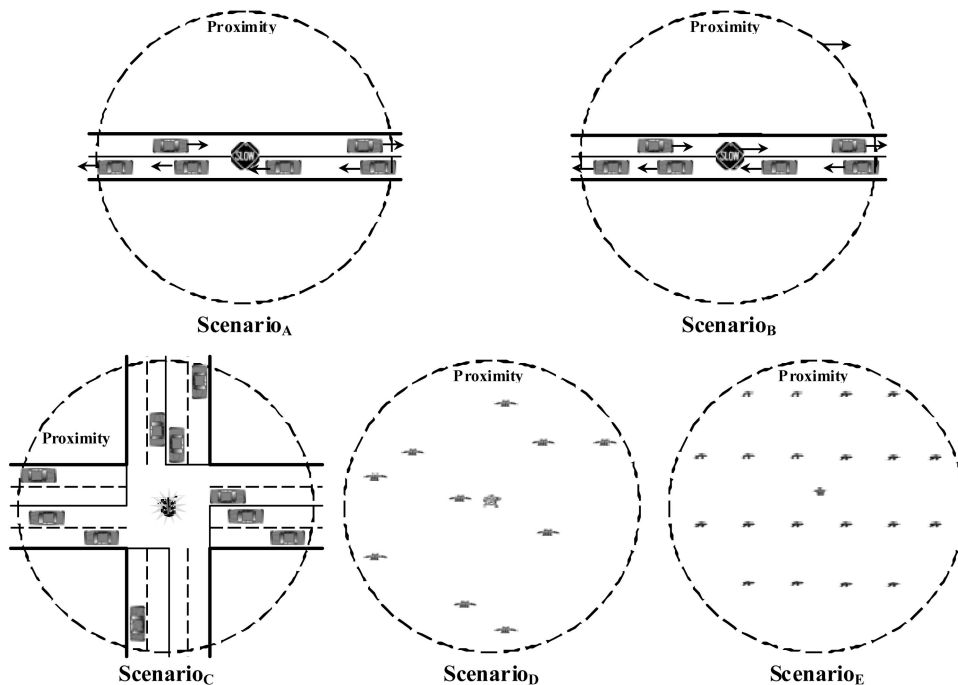 Proximity
Proximity
SLOW
SLOW
Scenario_A
Scenario_B
Proximity
Proximity
Proximity
Scenario_C
Scenario_D
Scenario_E